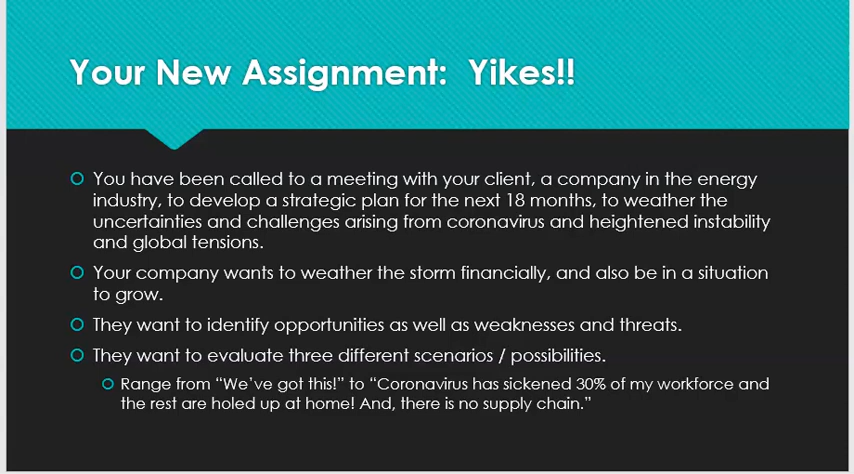 Your New Assignment:  Yikes!!
You have been called to a meeting with your client, a company in the energy
industry, to develop a strategic plan for the next 18 months, to weather the
uncertainties and challenges arising from coronavirus and heightened instability
and global tensions.
Your company wants to weather the storm financially, and also be in a situation
to grow.
They want to identify opportunities as well as weaknesses and threats.
They want to evaluate three different scenarios / possibilities.
Range from “We’ve got this!” to “Coronavirus has sickened 30% of my workforce and
the rest are holed up at home! And, there is no supply chain.”